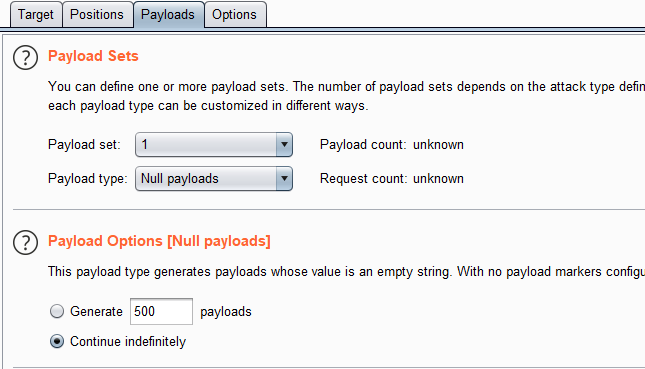 Target Positions Payloads Options
? Payload Sets
You can define one or more payload sets. The number of payload sets depends on the attack type defin
each payload type can be customized in different ways.
Payload set: 1 Payload count: unknown
Payload type: Null payloads Request count: unknown
? Payload Options [Null payloads]
This payload type generates payloads whose value is an empty string. With no payload markers configu
Generate 500 payloads
Continue indefinitely